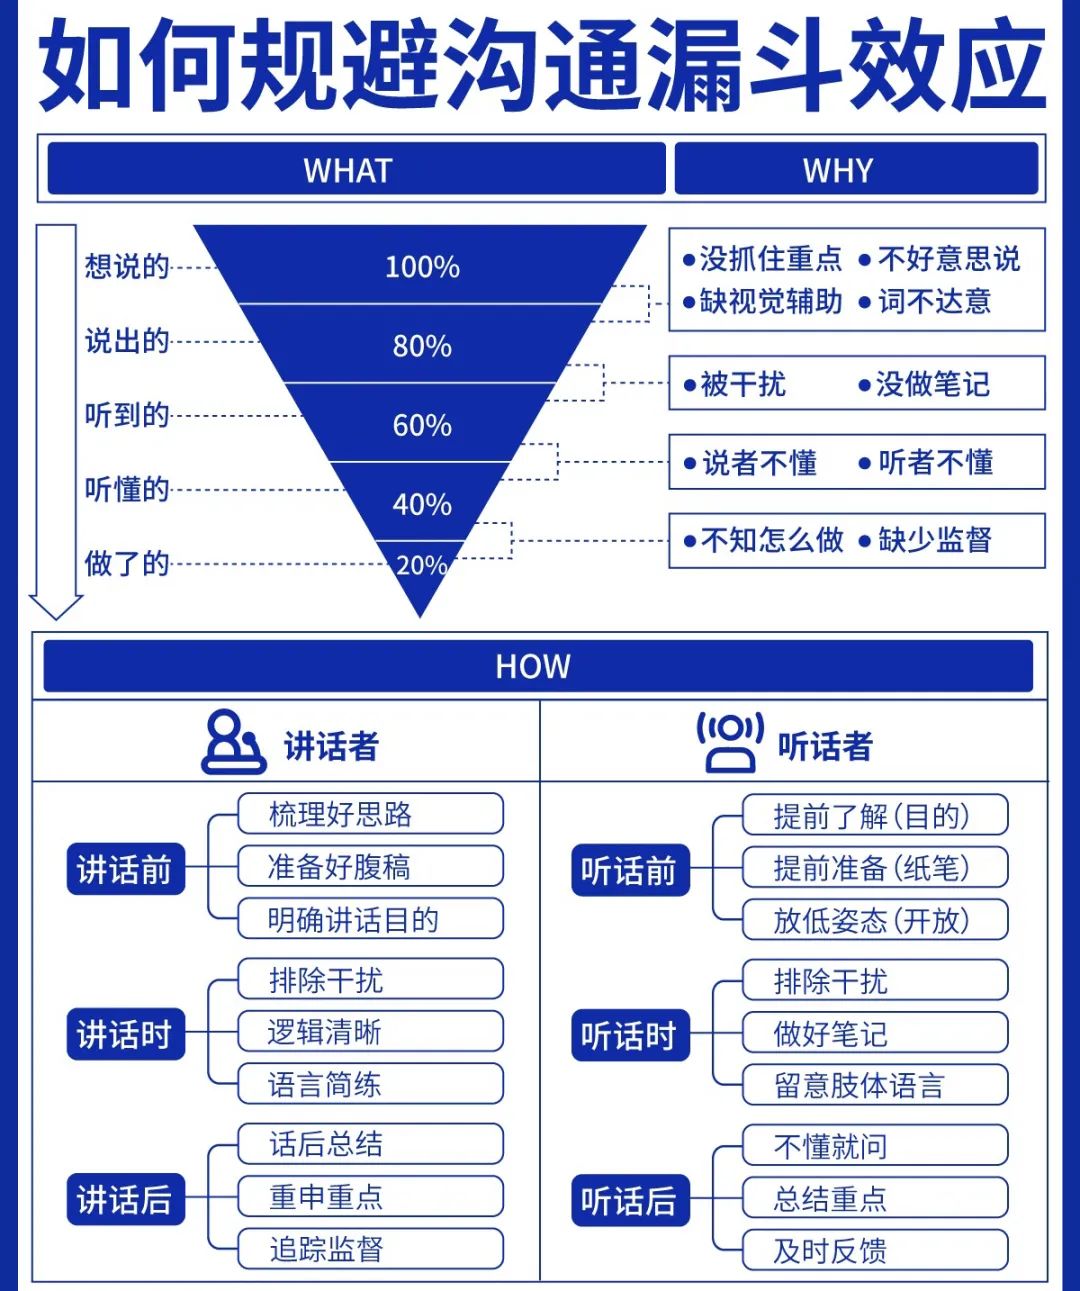 如何规避沟通漏斗效应
WHAT
WHY
想说的
100%
说出的
80%
听到的
60%
听懂的
40%
做了的
20%
●没抓住重点 ●不好意思说
●缺视觉辅助 ●词不达意
●被干扰 ●没做笔记
●说者不懂 ●听者不懂
●不知怎么做 ●缺少监督
HOW
讲话者
讲话前
梳理好思路
准备好腹稿
明确讲话目的
讲话时
排除干扰
逻辑清晰
语言简练
讲话后
话后总结
重申重点
追踪监督
听话者
听话前
提前了解(目的)
提前准备(纸笔)
放低姿态(开放)
听话时
排除干扰
做好笔记
留意肢体语言
听话后
不懂就问
总结重点
及时反馈